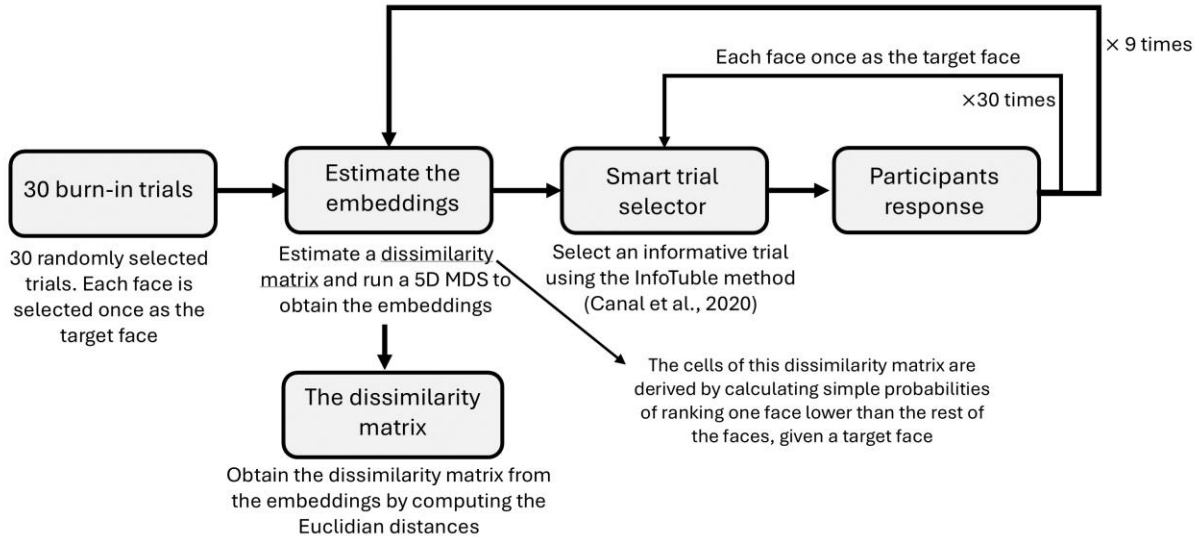 × 9 times
Each face once as the target face
×30 times
30 burn-in trials
Estimate the
embeddings
Smart trial
selector
Participants
response
30 randomly selected
trials. Each face is
selected once as the
target face
Estimate a dissimilarity
matrix and run a 5D MDS to
obtain the embeddings
Select an informative trial
using the InfoTuble method
(Canal et al., 2020)
The cells of this dissimilarity matrix are
derived by calculating simple probabilities
of ranking one face lower than the rest of
the faces, given a target face
The dissimilarity
matrix
Obtain the dissimilarity matrix from
the embeddings by computing the
Euclidian distances